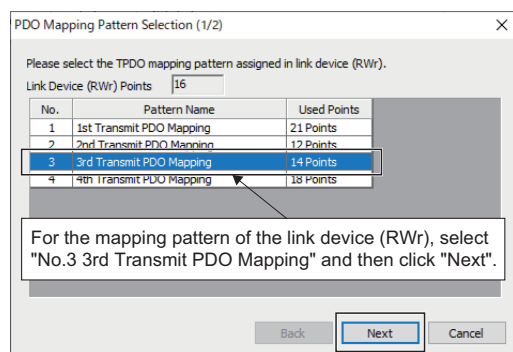 PDO Mapping Pattern Selection (1/2)
Please select the TPDO mapping pattern assigned in link device (RWr).
Link Device (RWr) Points 16
No. Pattern Name Used Points
1 1st Transmit PDO Mapping 21 Points
2 2nd Transmit PDO Mapping 12 Points
3 3rd Transmit PDO Mapping 14 Points
4 4th Transmit PDO Mapping 18 Points
For the mapping pattern of the link device (RWr), select
"No.3 3rd Transmit PDO Mapping" and then click "Next".
Back Next Cancel